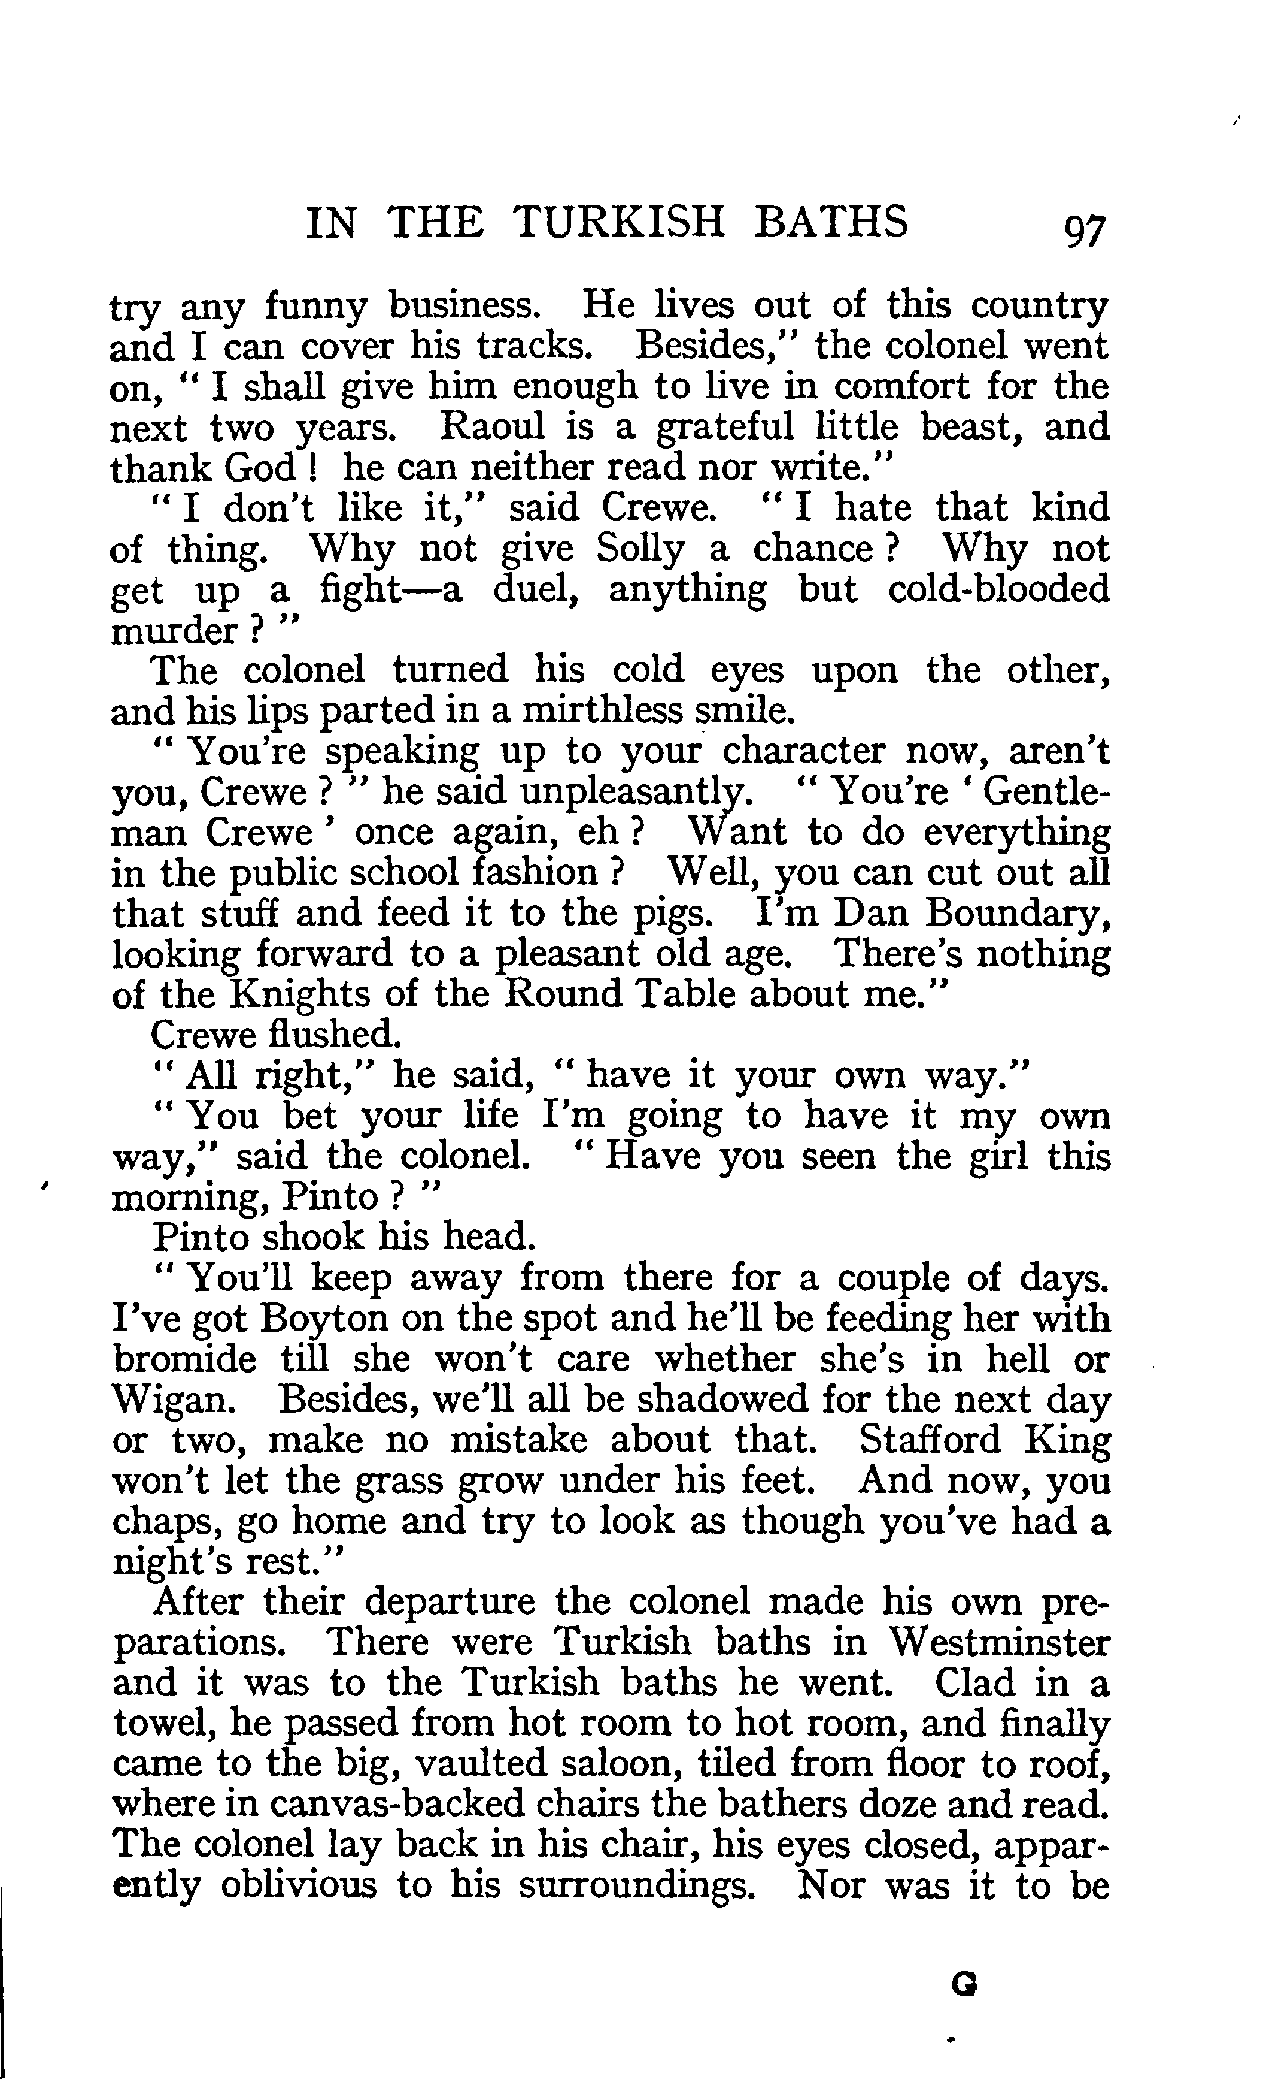 IN THE TURKISH BATHS 97
try any funny business. He lives out of this country
and I can cover his tracks. Besides," the colonel went
on, " I shall give him enough to live in comfort for the
next two years. Raoul is a grateful little beast, and
thank God ! he can neither read nor write."
" I don't like it," said Crewe. " I hate that kind
of thing. Why not give Solly a chance ? Why not
get up a fight—a duel, anything but cold-blooded
murder ? "
The colonel turned his cold eyes upon the other,
and his lips parted in a mirthless smile.
" You're speaking up to your character now, aren't
you, Crewe ? " he said unpleasantly. " You're ' Gentle-
man Crewe ' once again, eh ? Want to do everything
in the public school fashion ? Well, you can cut out all
that stuff and feed it to the pigs. I'm Dan Boundary,
looking forward to a pleasant old age. There's nothing
of the Knights of the Round Table about me."
Crewe flushed.
" All right," he said, " have it your own way."
" You bet your life I'm going to have it my own
way," said the colonel. " Have you seen the girl this
morning, Pinto ? "
Pinto shook his head.
" You'll keep away from there for a couple of days.
I've got Boyton on the spot and he'll be feeding her with
bromide till she won't care whether she's in hell or
Wigan. Besides, we'll all be shadowed for the next day
or two, make no mistake about that. Stafford King
won't let the grass grow under his feet. And now, you
chaps, go home and try to look as though you've had a
night's rest."
After their departure the colonel made his own pre-
parations. There were Turkish baths in Westminster
and it was to the Turkish baths he went. Clad in a
towel, he passed from hot room to hot room, and finally
came to the big, vaulted saloon, tiled from floor to roof,
where in canvas-backed chairs the bathers doze and read.
The colonel lay back in his chair, his eyes closed, appar-
ently oblivious to his surroundings. Nor was it to be
G